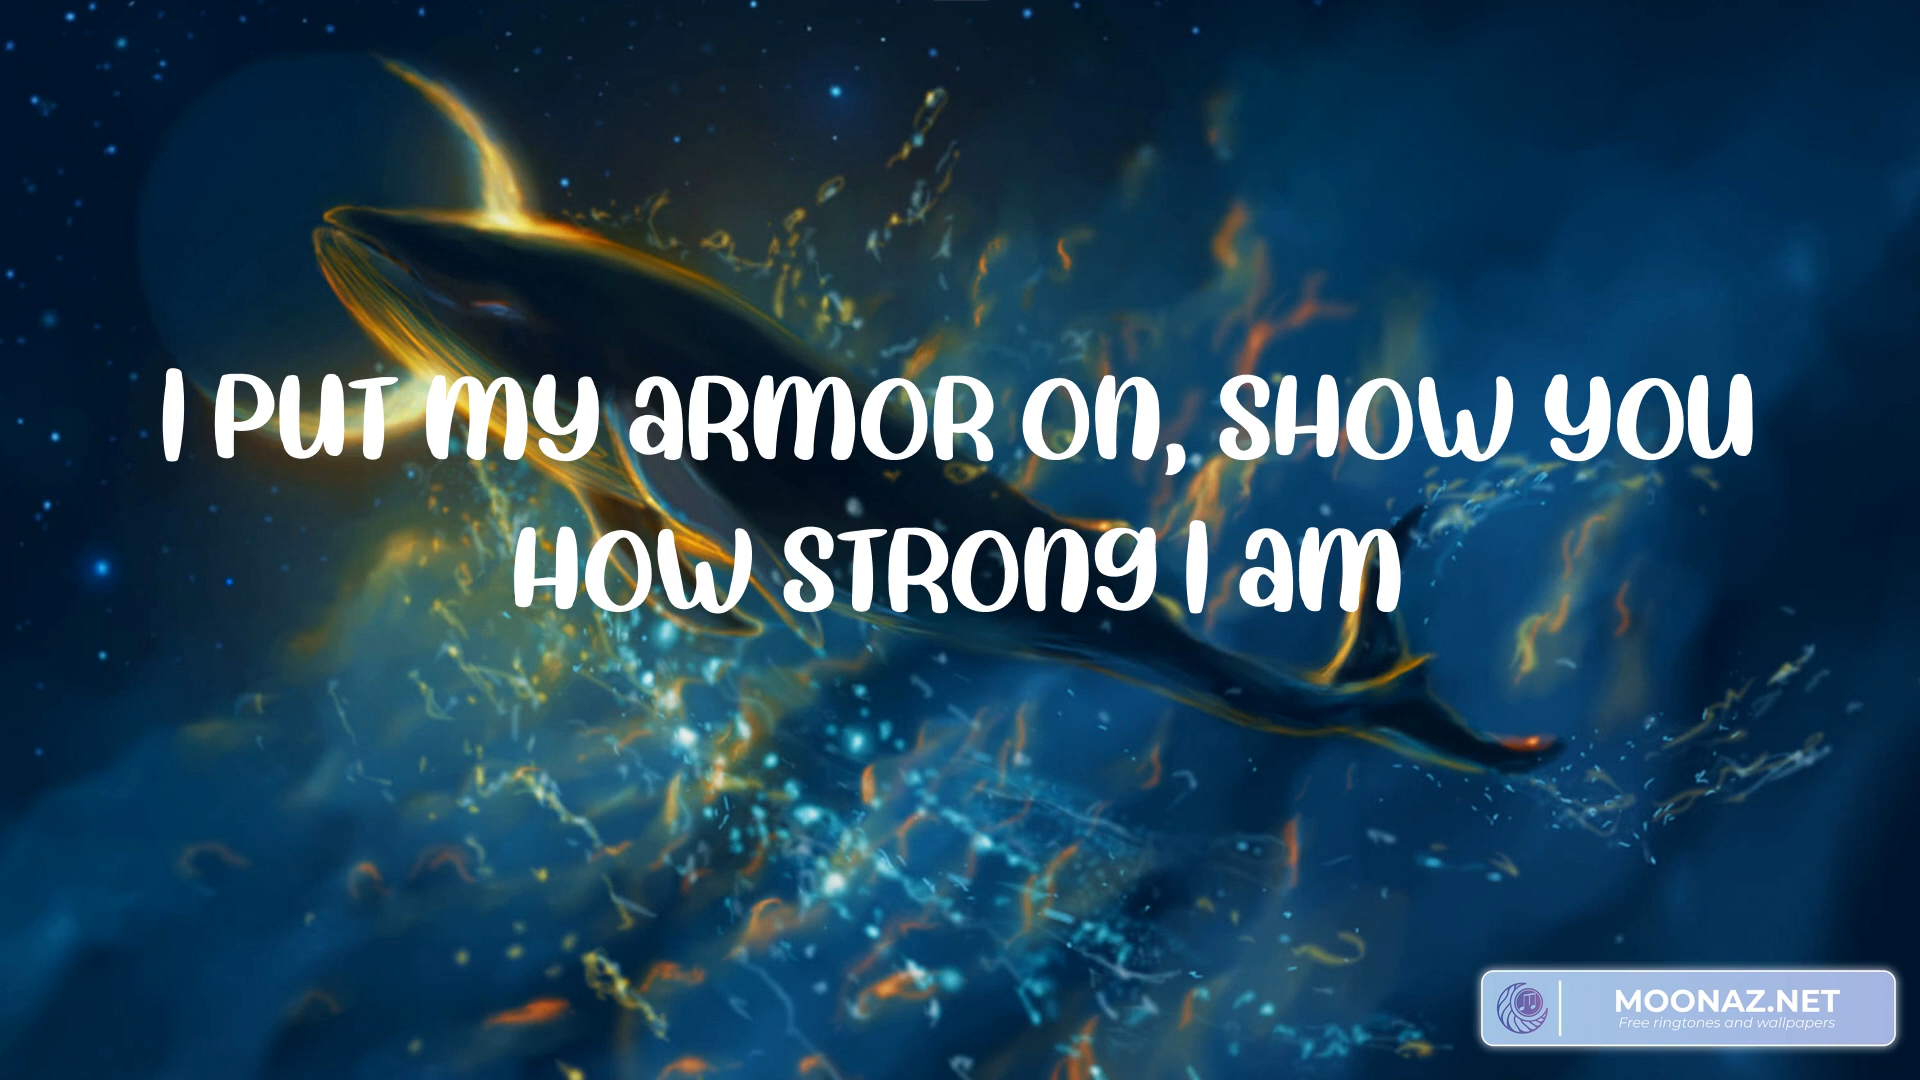 I PUT MY ARMOR ON, SHOW YOU
HOW STRONG I AM
MOONAZ.NET
Free ringtones and wallpapers